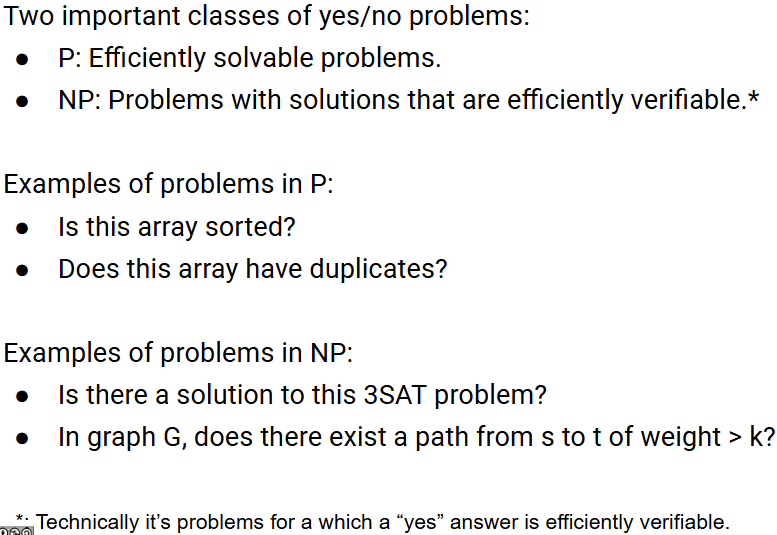 Two important classes of yes/no problems:
● P: Efficiently solvable problems.
● NP: Problems with solutions that are efficiently verifiable.*
Examples of problems in P:
● Is this array sorted?
● Does this array have duplicates?
Examples of problems in NP:
● Is there a solution to this 3SAT problem?
● In graph G, does there exist a path from s to t of weight > k?
*: Technically it’s problems for a which a “yes” answer is efficiently verifiable.